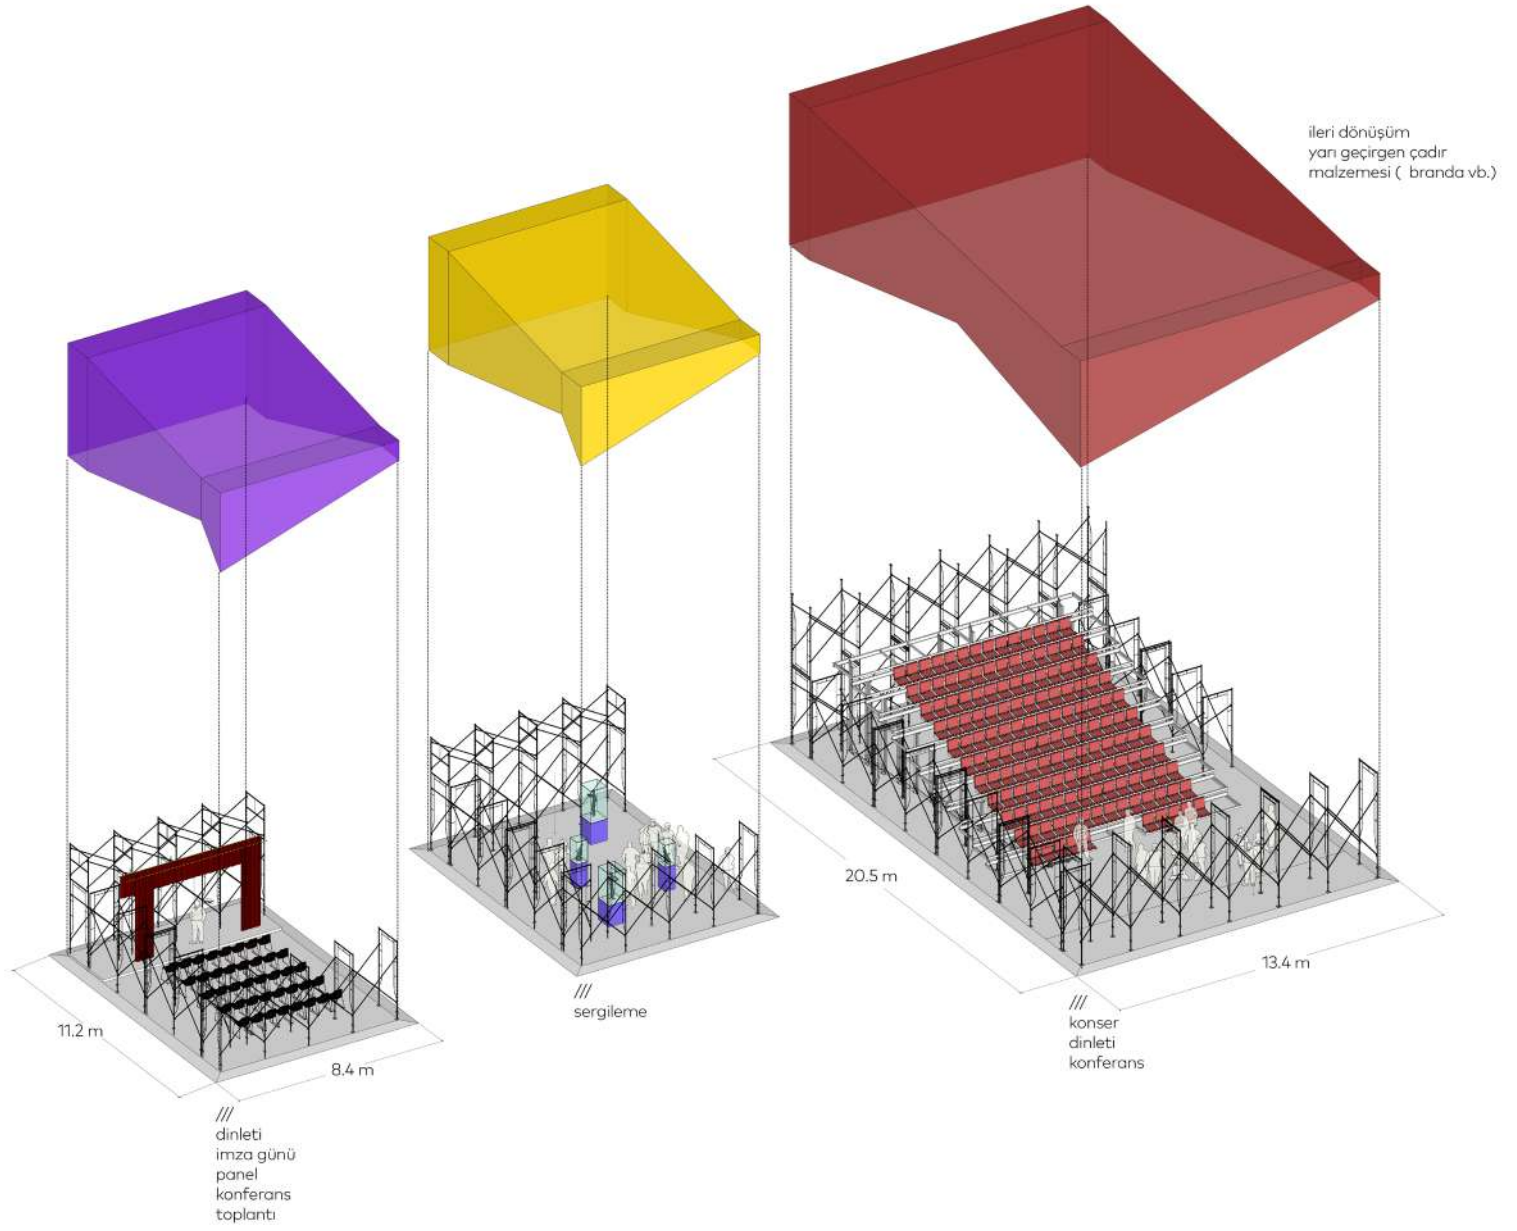 ileri dönüşüm
yarı geçirgen çadır
malzemesi ( branda vb.)
11.2 m
8.4 m
///
dinleti
imza günü
panel
konferans
toplantı
///
sergileme
20.5 m
13.4 m
///
konser
dinleti
konferans